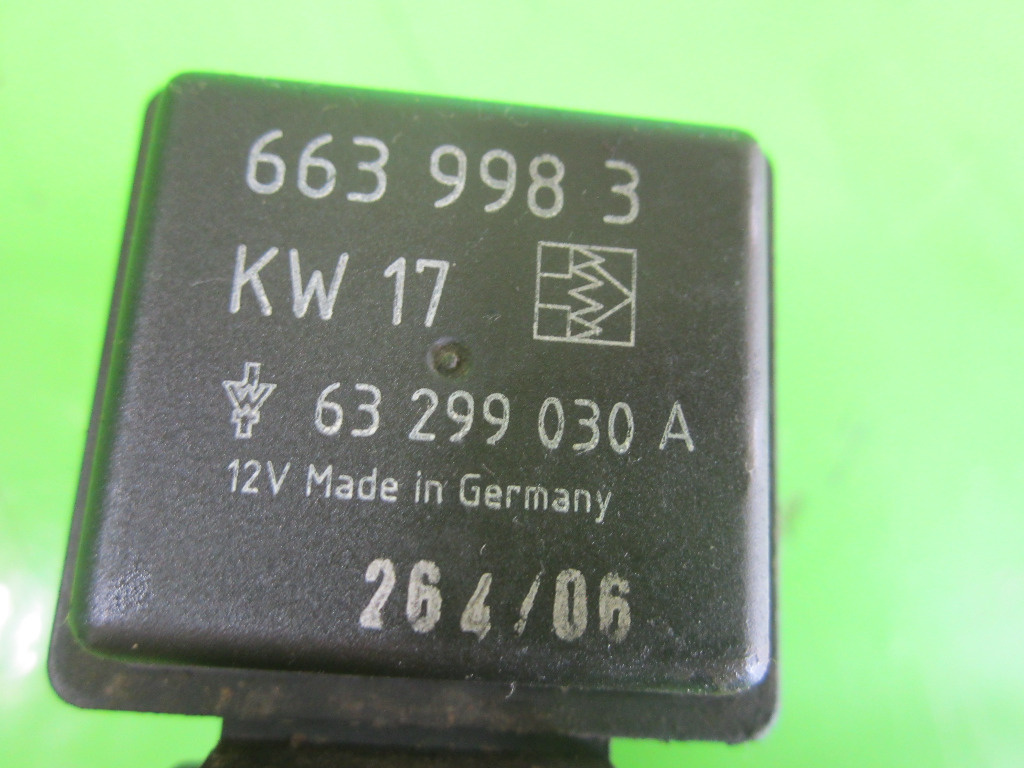 663 998 3
KW 17
63 299 030 A
12V Made in Germany
264/06